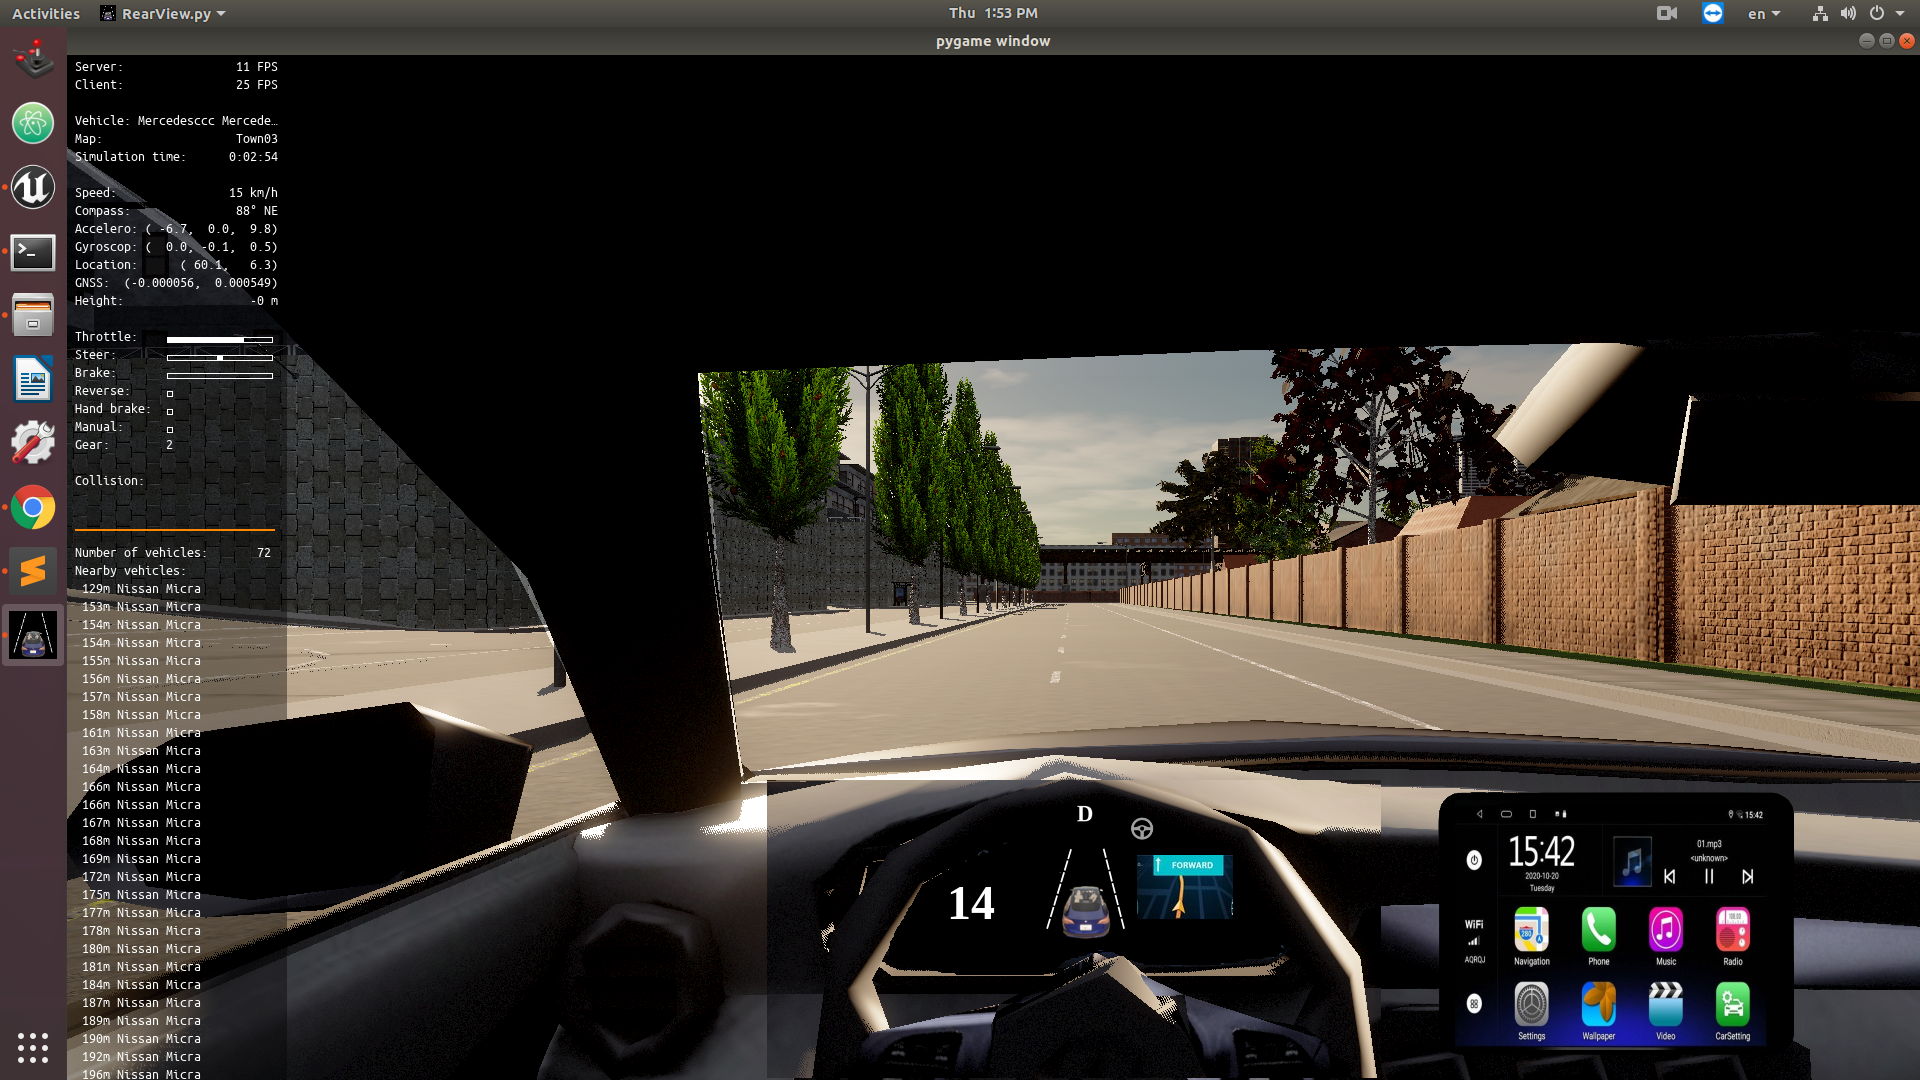 Activities RearView.py Thu 1:53 PM en
pygame window
Server: 11 FPS
Client: 25 FPS
Vehicle: Mercedesccc Mercede…
Map: Town03
Simulation time: 0:02:54
Speed: 15 km/h
Compass: 88° NE
Accelero: ( -6.7, 0.0, 9.8)
Gyroscop: ( 0.0, -0.1, 0.5)
Location: ( 60.1, 6.3)
GNSS: (-0.000056, 0.000549)
Height: -0 m
Throttle:
Steer:
Brake:
Reverse:
Hand brake:
Manual:
Gear: 2
Collision:
Number of vehicles: 72
Nearby vehicles:
129m Nissan Micra
153m Nissan Micra
154m Nissan Micra
154m Nissan Micra
155m Nissan Micra
156m Nissan Micra
157m Nissan Micra
158m Nissan Micra
161m Nissan Micra
163m Nissan Micra
164m Nissan Micra
166m Nissan Micra
166m Nissan Micra
167m Nissan Micra
168m Nissan Micra
169m Nissan Micra
172m Nissan Micra
175m Nissan Micra
177m Nissan Micra
178m Nissan Micra
180m Nissan Micra
181m Nissan Micra
184m Nissan Micra
187m Nissan Micra
189m Nissan Micra
190m Nissan Micra
192m Nissan Micra
196m Nissan Micra
D
FORWARD
14
15:42
15:42
2020-10-20
Tuesday
01.mp3
<unknown>
WiFi
AQRQJ
280
100.00
Navigation Phone Music Radio
Settings Wallpaper Video CarSetting